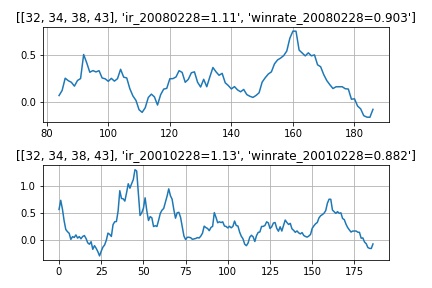 [[32, 34, 38, 43], 'ir_20080228=1.11', 'winrate_20080228=0.903']
0.5
0.0
80 100 120 140 160 180
[[32, 34, 38, 43], 'ir_20010228=1.13', 'winrate_20010228=0.882']
1.0
0.5
0.0
0 25 50 75 100 125 150 175